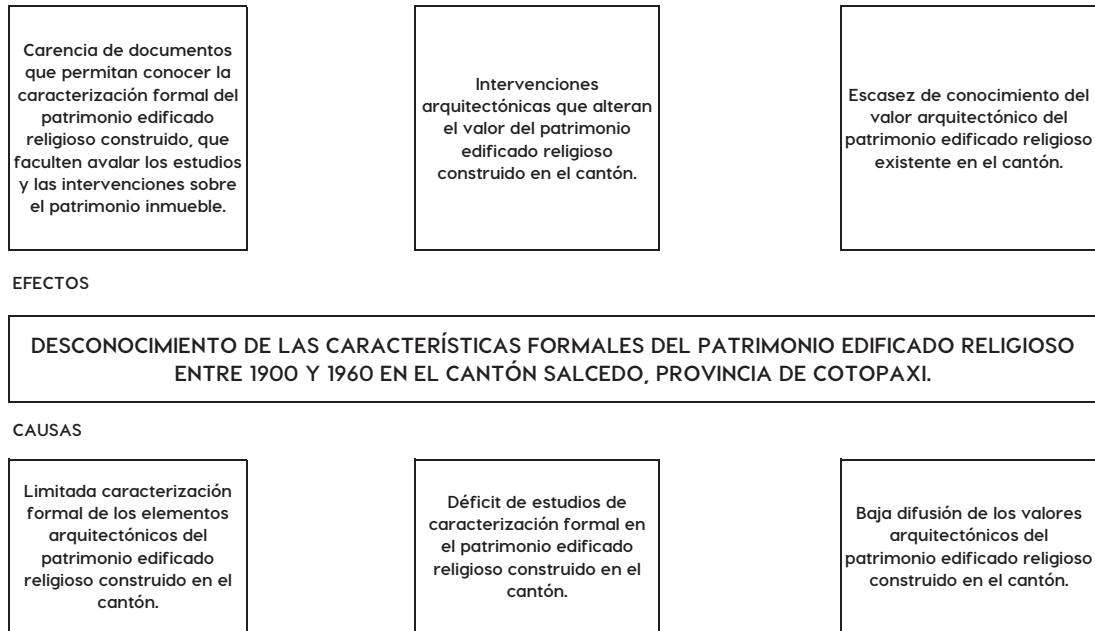 Carencia de documentos
que permitan conocer la
caracterización formal del
patrimonio edificado
religioso construido, que
faculten avalar los estudios
y las intervenciones sobre
el patrimonio inmueble.
Intervenciones
arquitectónicas que alteran
el valor del patrimonio
edificado religioso
construido en el cantón.
Escasez de conocimiento del
valor arquitectónico del
patrimonio edificado religioso
existente en el cantón.
EFECTOS
DESCONOCIMIENTO DE LAS CARACTERÍSTICAS FORMALES DEL PATRIMONIO EDIFICADO RELIGIOSO
ENTRE 1900 Y 1960 EN EL CANTÓN SALCEDO, PROVINCIA DE COTOPAXI.
CAUSAS
Limitada caracterización
formal de los elementos
arquitectónicos del
patrimonio edificado
religioso construido en el
cantón.
Déficit de estudios de
caracterización formal en
el patrimonio edificado
religioso construido en el
cantón.
Baja difusión de los valores
arquitectónicos del
patrimonio edificado religioso
construido en el cantón.